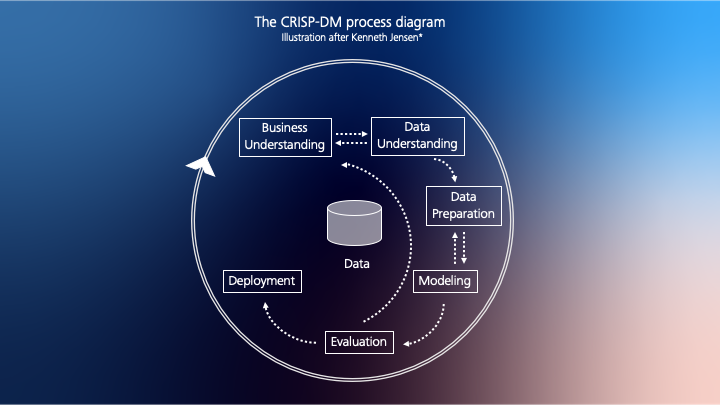 The CRISP-DM process diagram
Illustration after Kenneth Jensen*
Business
Understanding
Data
Understanding
Data
Preparation
Data
Deployment
Modeling
Evaluation